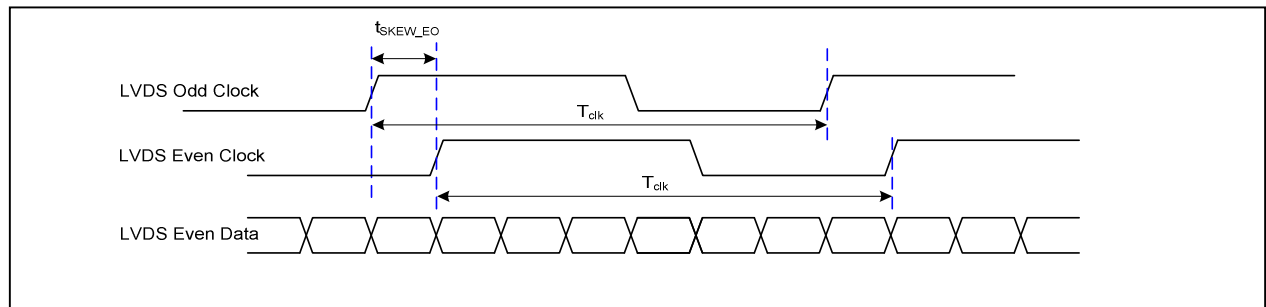 tSKEW_EO
LVDS Odd Clock
Tclk
LVDS Even Clock
Tclk
LVDS Even Data